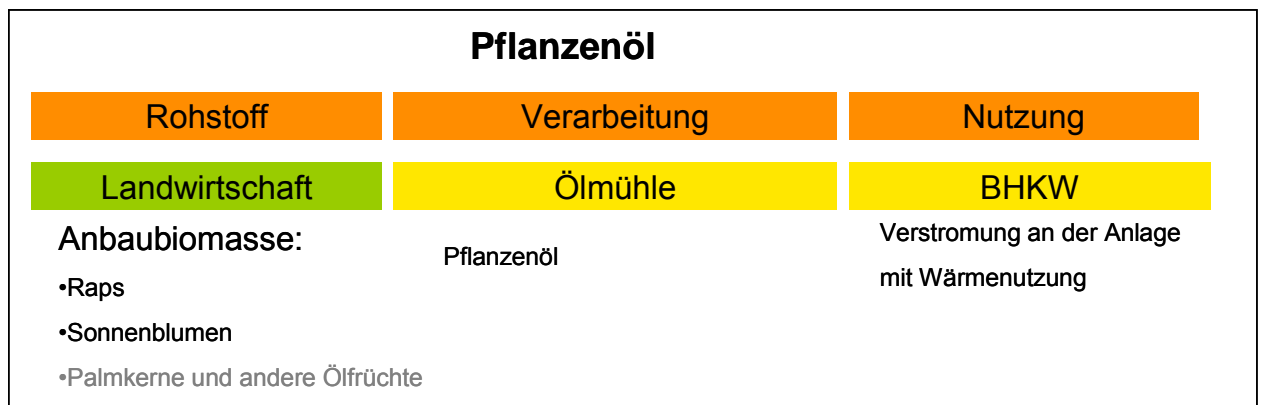 Pflanzenöl
Rohstoff
Verarbeitung
Nutzung
Landwirtschaft
Ölmühle
BHKW
Anbaubiomasse:
•Raps
•Sonnenblumen
•Palmkerne und andere Ölfrüchte
Pflanzenöl
Verstromung an der Anlage
mit Wärmenutzung